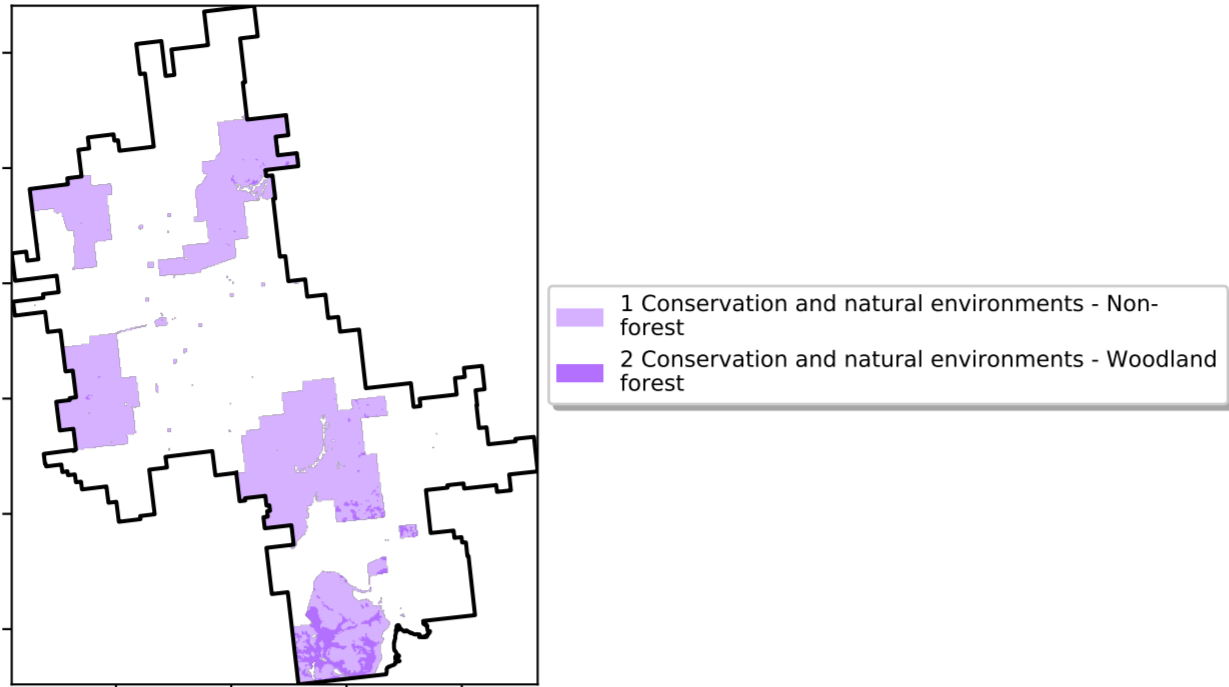 1 Conservation and natural environments - Non-
forest
2 Conservation and natural environments - Woodland
forest